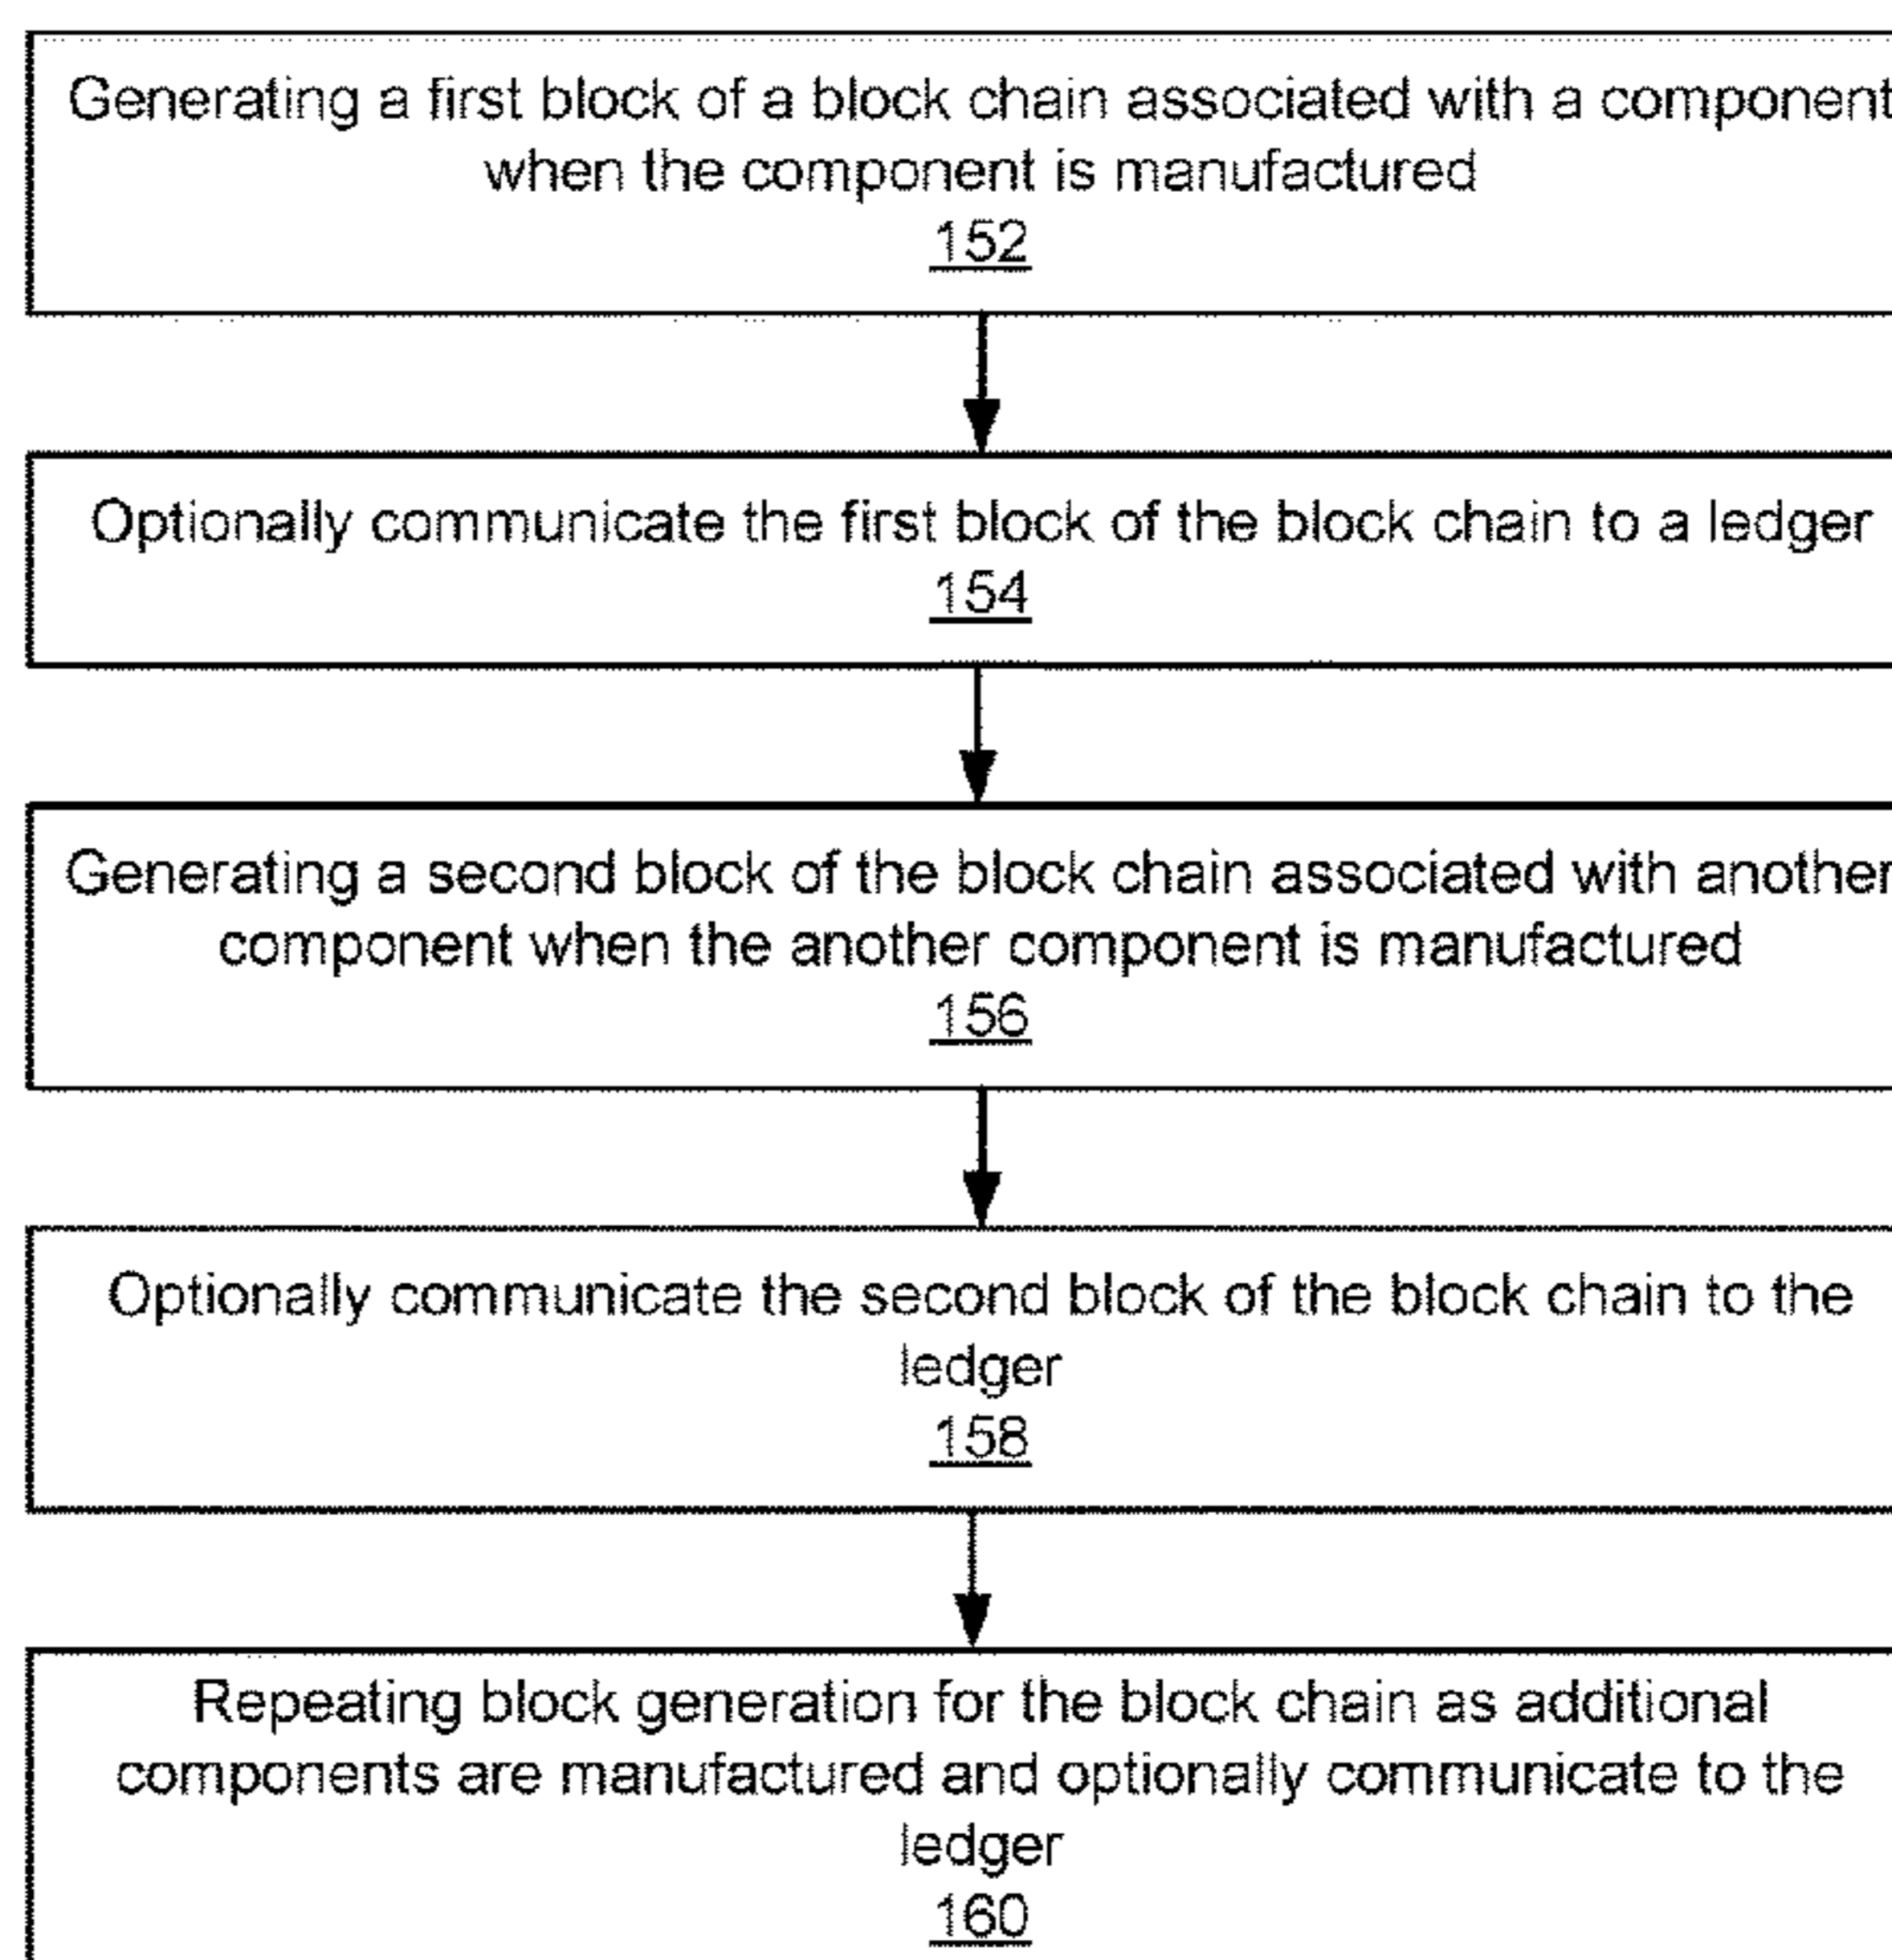 Generating a first block of a block chain associated with a component
when the component is manufactured
152
Optionally communicate the first block of the block chain to a ledger
154
Generating a second block of the block chain associated with another
component when the another component is manufactured
156
Optionally communicate the second block of the block chain to the
ledger
158
Repeating block generation for the block chain as additional
components are manufactured and optionally communicate to the
ledger
160